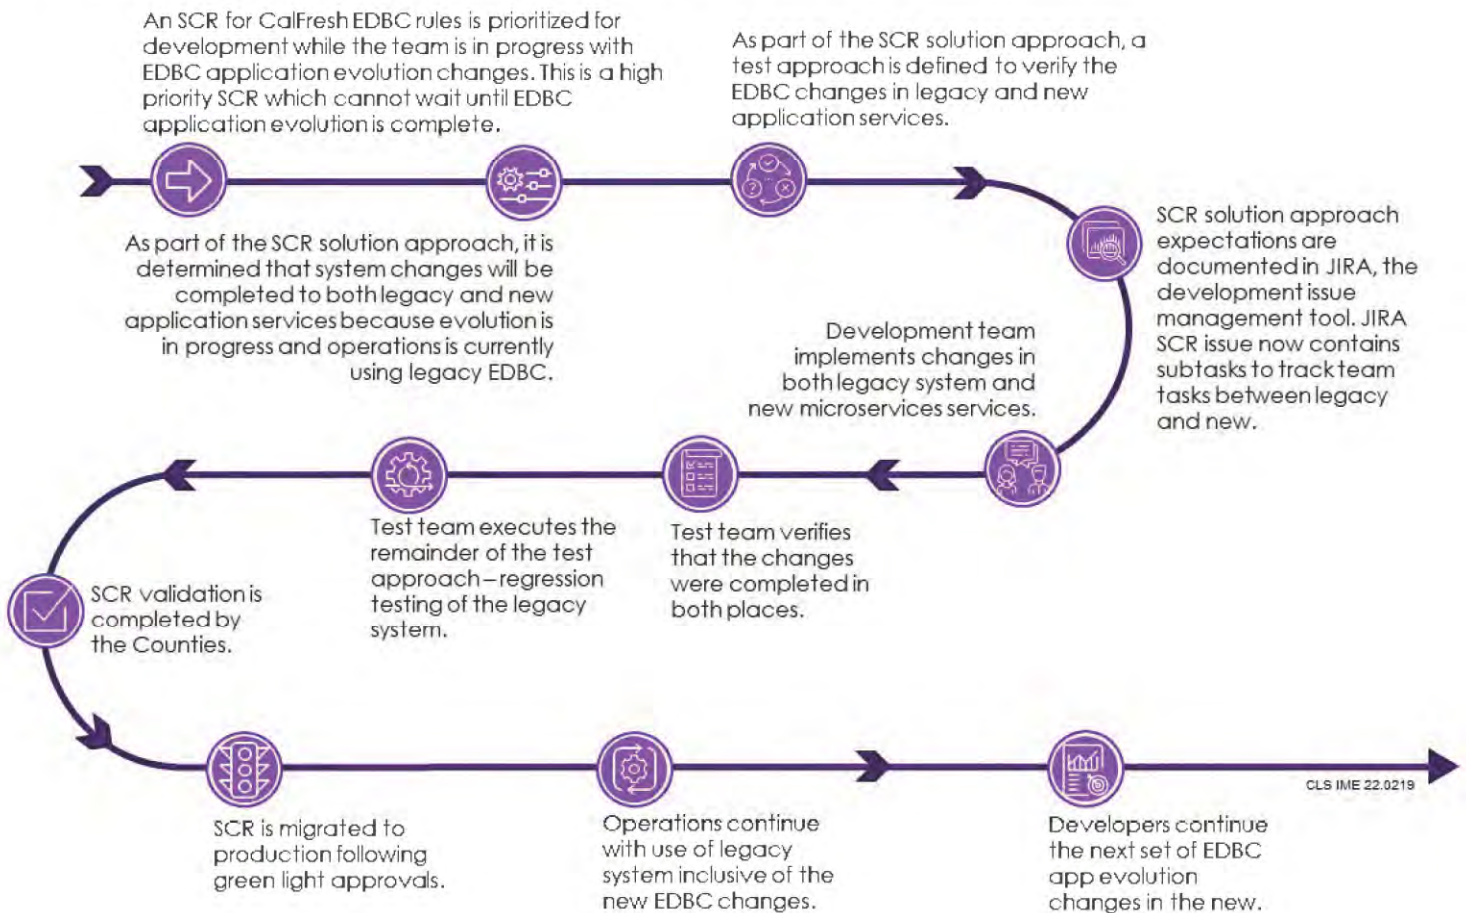 An SCR for CalFresh EDBC rules is prioritized for
development while the team is in progress with
EDBC application evolution changes. This is a high
priority SCR which cannot wait until EDBC
application evolution is complete.
As part of the SCR solution approach, it is
determined that system changes will be
completed to both legacy and new
application services because evolution is
in progress and operations is currently
using legacy EDBC.
As part of the SCR solution approach, a
test approach is defined to verify the
EDBC changes in legacy and new
application services.
SCR solution approach
expectations are
documented in JIRA, the
development issue
management tool. JIRA
SCR issue now contains
subtasks to track team
tasks between legacy
and new.
Development team
implements changes in
both legacy system and
new microservices services.
Test team verifies
that the changes
were completed in
both places.
Test team executes the
remainder of the test
approach – regression
testing of the legacy
system.
SCR validation is
completed by
the Counties.
SCR is migrated to
production following
green light approvals.
Operations continue
with use of legacy
system inclusive of the
new EDBC changes.
Developers continue
the next set of EDBC
app evolution
changes in the new.
CLS IME 22.0219